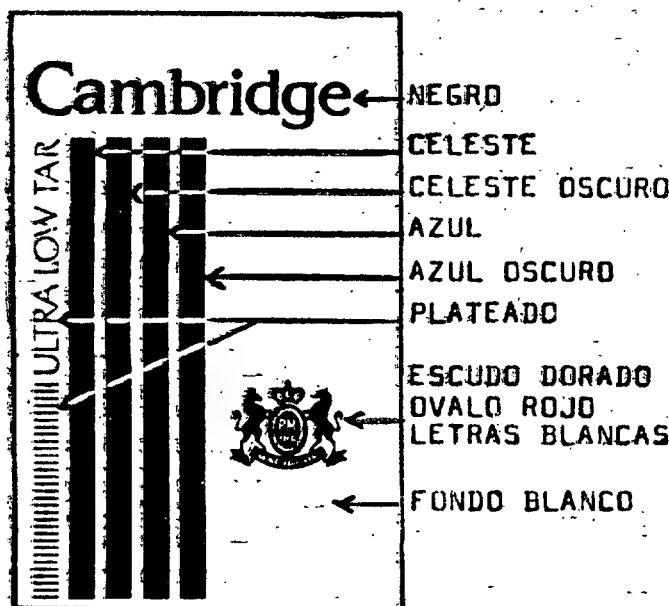 Cambridge
NEGRO
CELESTE
CELESTE OSCURO
AZUL
AZUL OSCURO
PLATEADO
ESCUDO DORADO
OVALO ROJO
LETRAS BLANCAS
FONDO BLANCO
ULTRA LOW TAR